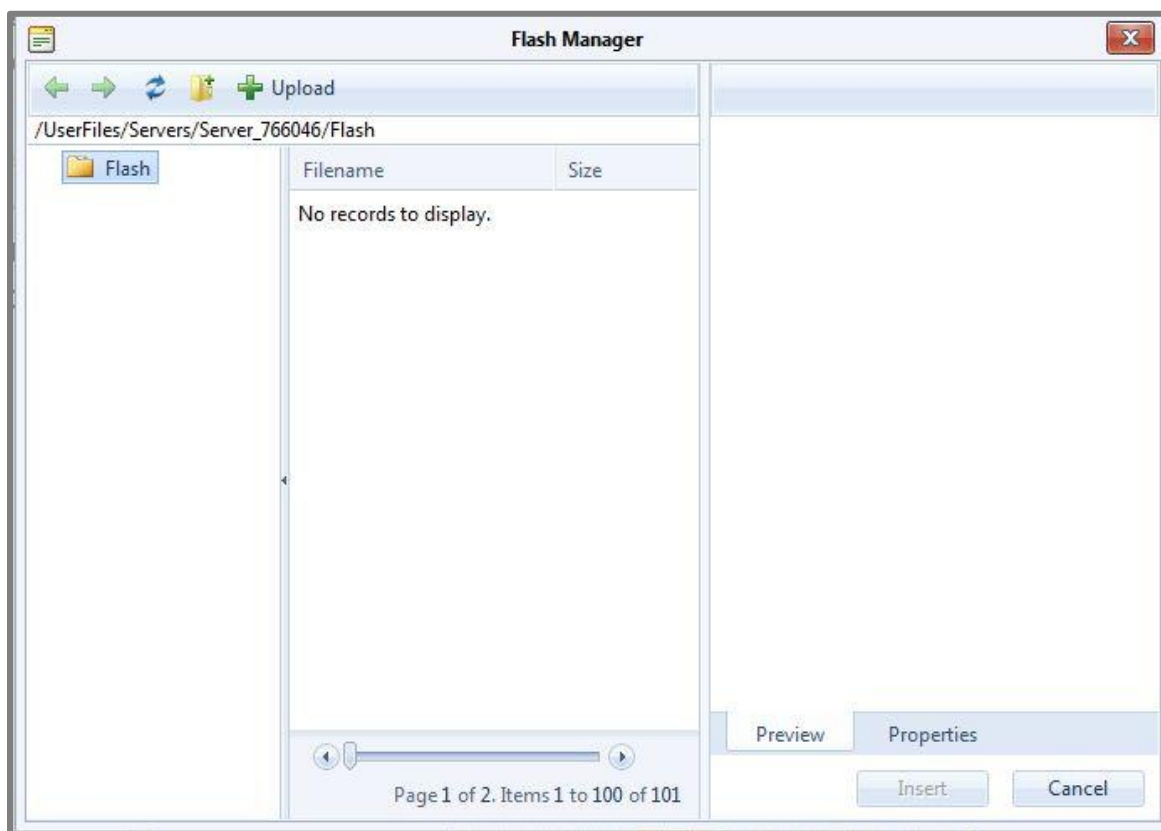 Flash Manager
Upload
/UserFiles/Servers/Server_766046/Flash
Flash
Filename Size
No records to display.
Preview Properties
Page 1 of 2. Items 1 to 100 of 101
Insert Cancel